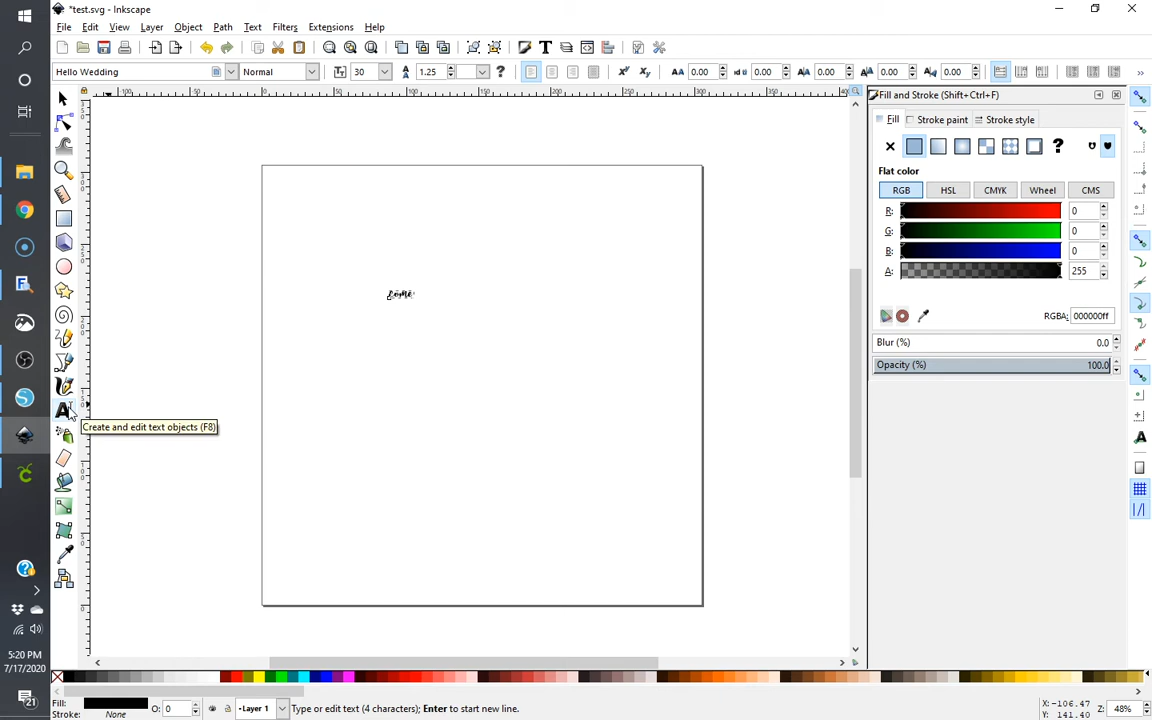 *test.svg - Inkscape
File Edit View Layer Object Path Text Filters Extensions Help
Hello Wedding Normal 30 1.25 0.00 0.00 0.00 0.00 0.00
Fill and Stroke (Shift+Ctrl+F)
Fill Stroke paint Stroke style
Flat color
RGB HSL CMYK Wheel CMS
R: 0
G: 0
B: 0
A: 255
RGBA: 000000ff
Blur (%) 0.0
Opacity (%) 100.0
Create and edit text objects (F8)
5:20 PM
7/17/2020
21
Fill:
Stroke: None
O: 0
Layer 1
Type or edit text (4 characters); Enter to start new line.
X: -106.47
Y: 141.40
Z: 48%